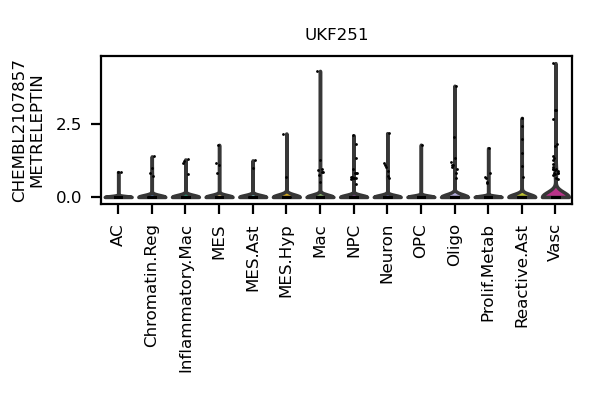 UKF251
CHEMBL2107857
METRELEPTIN
2.5
0.0
AC
Chromatin.Reg
Inflammatory.Mac
MES
MES.Ast
MES.Hyp
Mac
NPC
Neuron
OPC
Oligo
Prolif.Metab
Reactive.Ast
Vasc